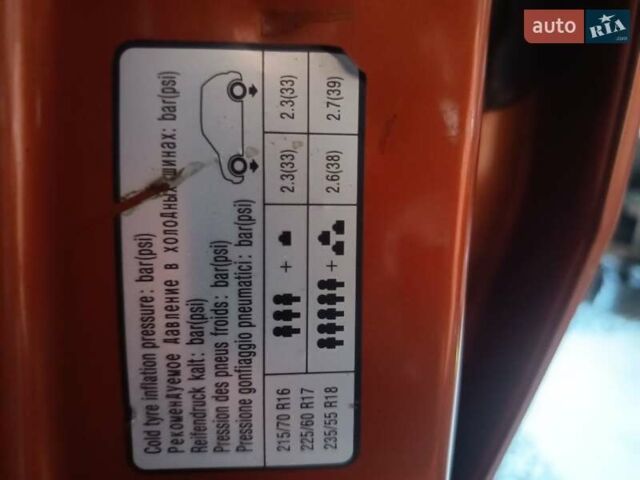 Cold tyre inflation pressure: bar(psi)
Рекомендуемое давление в холодных шинах: bar(psi)
Reifendruck kalt: bar(psi)
Pression des pneus froids: bar(psi)
Pressione gonfiaggio pneumatici: bar(psi)
215/70 R16
225/60 R17
235/55 R18
+ 2.3(33) 2.3(33)
+ 2.6(38) 2.7(39)
auto RIA .com